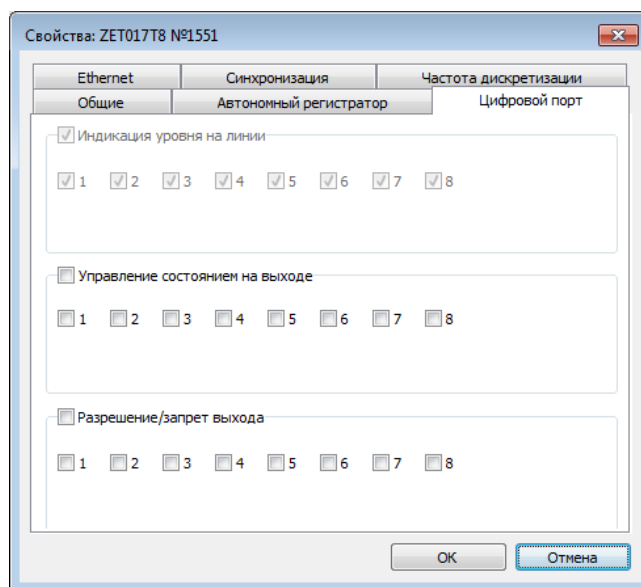 Свойства: ZET017T8 №1551
Ethernet Синхронизация Частота дискретизации
Общие Автономный регистратор Цифровой порт
Индикация уровня на линии
1 2 3 4 5 6 7 8
Управление состоянием на выходе
1 2 3 4 5 6 7 8
Разрешение/запрет выхода
1 2 3 4 5 6 7 8
ОК Отмена